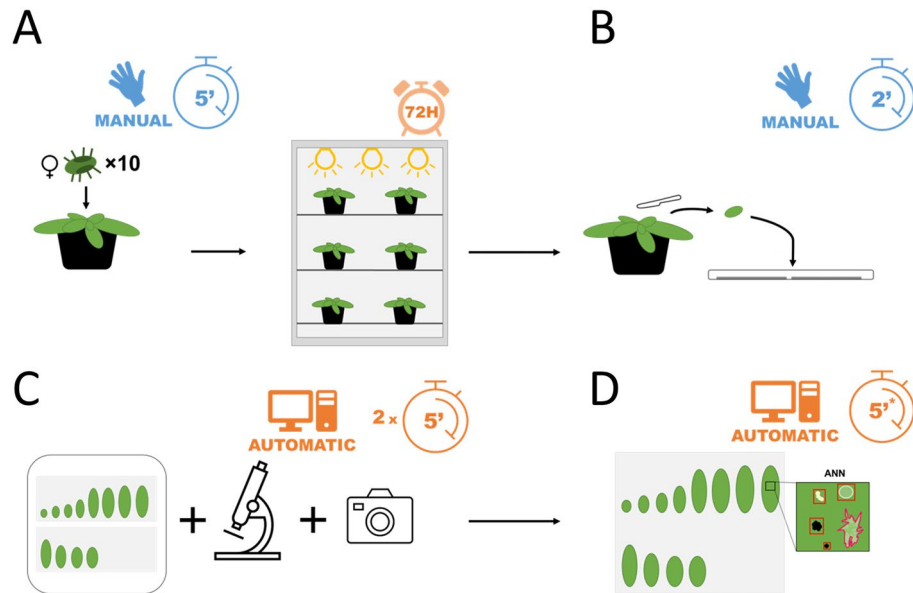 A
MANUAL
5’
♀ ×10
72H
B
MANUAL
2’
C
AUTOMATIC
2 x 5’
D
AUTOMATIC
5’*
ANN